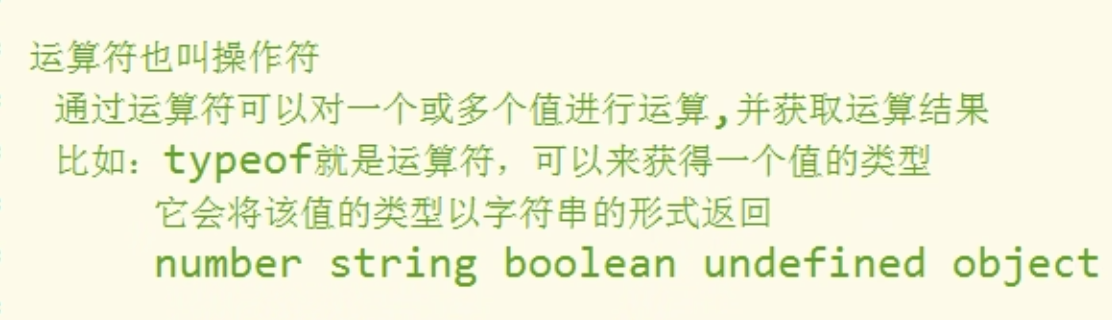 运算符也叫操作符
通过运算符可以对一个或多个值进行运算,并获取运算结果
比如：typeof就是运算符，可以来获得一个值的类型
它会将该值的类型以字符串的形式返回
number string boolean undefined object